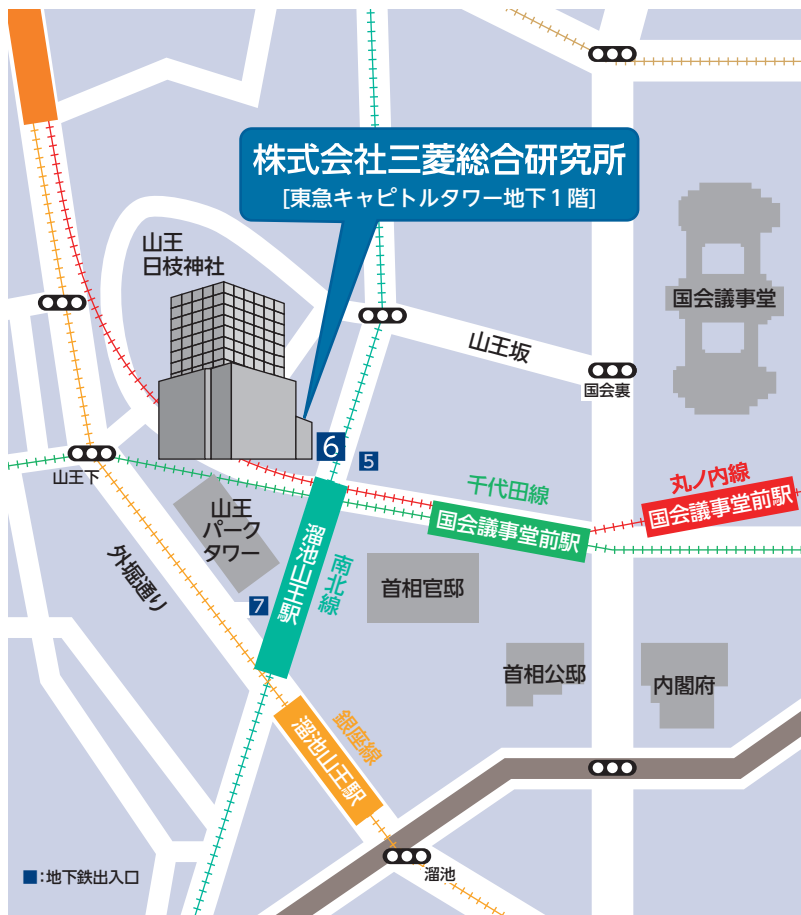 株式会社三菱総合研究所
[東急キャピトルタワー地下1階]
山王
日枝神社
国会議事堂
山王坂
国会裏
6
5
山王下
千代田線
丸ノ内線
国会議事堂前駅
国会議事堂前駅
山王
パーク
タワー
溜池山王駅
南北線
外堀通り
首相官邸
7
首相公邸
内閣府
銀座線
溜池山王駅
溜池
■:地下鉄出入口